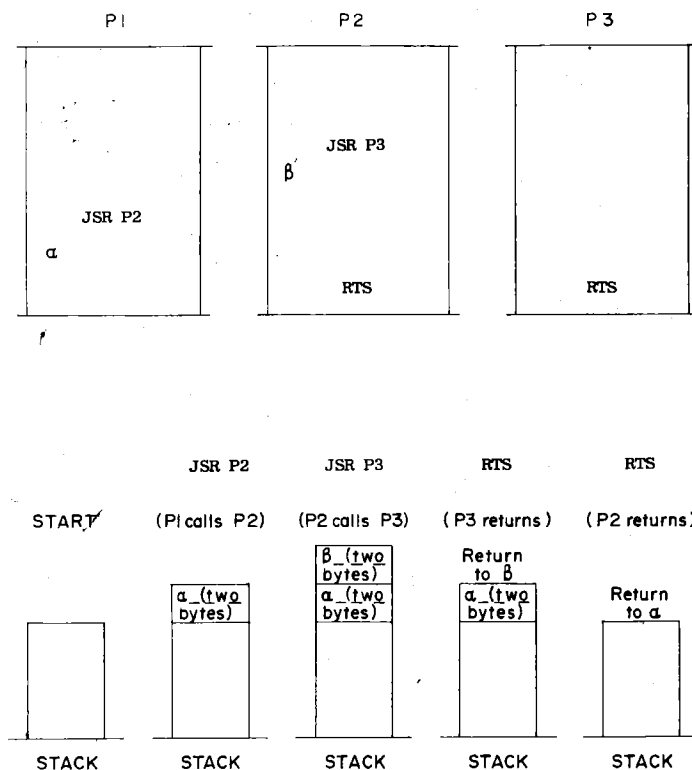 P1 P2 P3
JSR P3
β
JSR P2
α
RTS RTS
JSR P2 JSR P3 RTS RTS
START (P1 calls P2) (P2 calls P3) (P3 returns) (P2 returns)
β (two bytes) Return to β
α (two bytes) α (two bytes) α (two bytes) Return to α
STACK STACK STACK STACK STACK